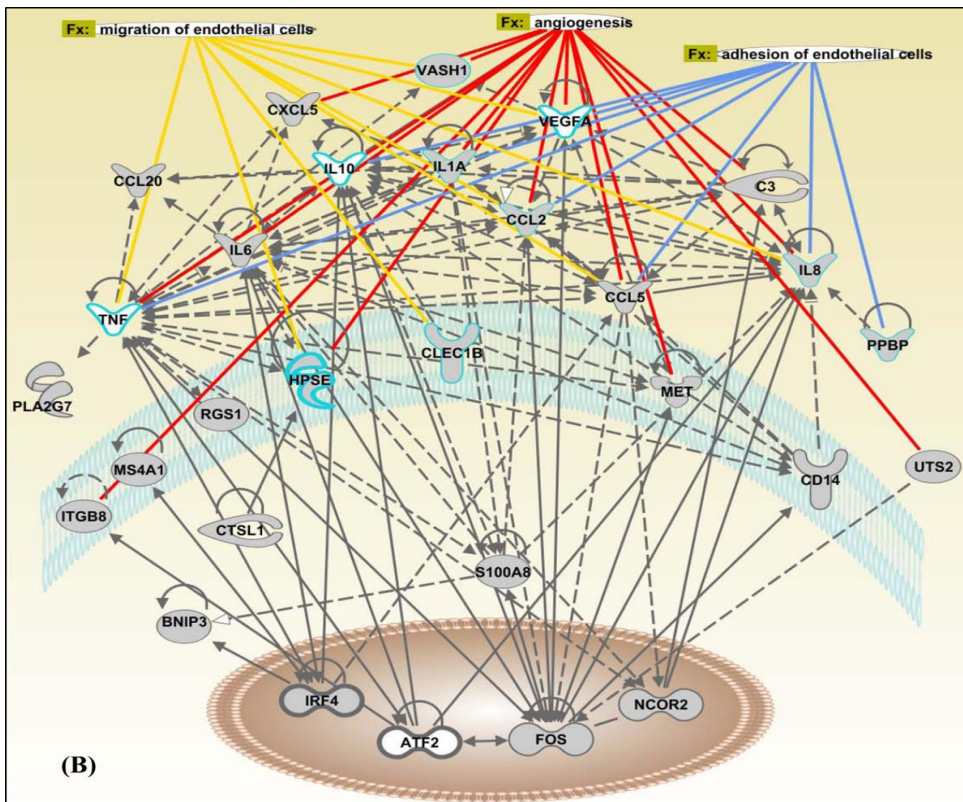 Fx: migration of endothelial cells
Fx: angiogenesis
Fx: adhesion of endothelial cells
VASH1
CXCL5
VEGFA
IL10
IL1A
CCL20
C3
CCL2
IL6
IL8
CCL5
TNF
PPBP
CLEC1B
HPSE
MET
PLA2G7
RGS1
MS4A1
UTS2
CD14
ITGB8
CTSL1
S100A8
BNIP3
IRF4
NCOR2
ATF2
FOS
(B)